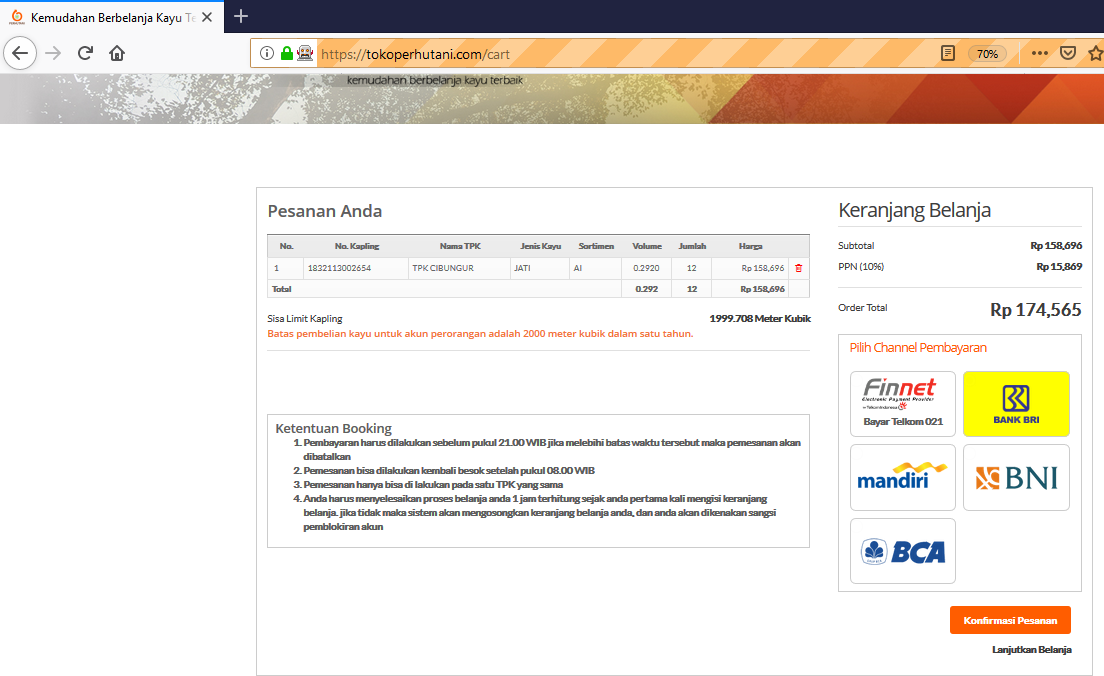 Kemudahan Berbelanja Kayu Te
https://tokoperhutani.com/cart
70%
kemudahan berbelanja kayu terbaik
Pesanan Anda
No. No. Kapling Nama TPK Jenis Kayu Sortimen Volume Jumlah Harga
1 1832113002654 TPK CIBUNGUR JATI AI 0.2920 12 Rp 158,696
Total 0.292 12 Rp 158,696
Sisa Limit Kapling 1999.708 Meter Kubik
Batas pembelian kayu untuk akun perorangan adalah 2000 meter kubik dalam satu tahun.
Ketentuan Booking
1. Pembayaran harus dilakukan sebelum pukul 21.00 WIB jika melebihi batas waktu tersebut maka pemesanan akan
dibatalkan
2. Pemesanan bisa dilakukan kembali besok setelah pukul 08.00 WIB
3. Pemesanan hanya bisa di lakukan pada satu TPK yang sama
4. Anda harus menyelesaikan proses belanja anda 1 jam terhitung sejak anda pertama kali mengisi keranjang
belanja. jika tidak maka sistem akan mengosongkan keranjang belanja anda, dan anda akan dikenakan sangsi
pemblokiran akun
Keranjang Belanja
Subtotal Rp 158,696
PPN (10%) Rp 15,869
Order Total Rp 174,565
Pilih Channel Pembayaran
Finnet
Electronic Payment Provider
by Telkom Indonesia
Bayar Telkom 021
BANK BRI
mandiri
BNI
BCA
Konfirmasi Pesanan
Lanjutkan Belanja